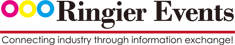 Ringier Events
Connecting industry through information exchange!